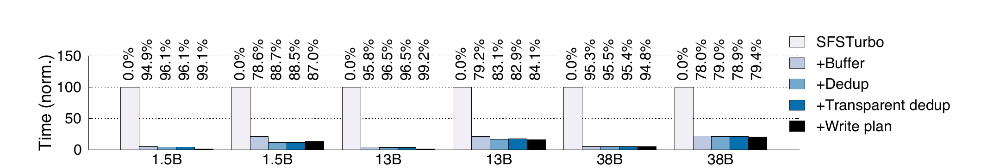 Time (norm.)
150
100
50
0
0.0%
94.9%
96.1%
96.1%
99.1%
0.0%
78.6%
88.7%
88.5%
87.0%
0.0%
95.8%
96.5%
96.5%
99.2%
0.0%
79.2%
83.1%
82.9%
84.1%
0.0%
95.3%
95.5%
95.4%
94.8%
0.0%
78.0%
79.0%
78.9%
79.4%
1.5B
1.5B
13B
13B
38B
38B
SFSTurbo
+Buffer
+Dedup
+Transparent dedup
+Write plan